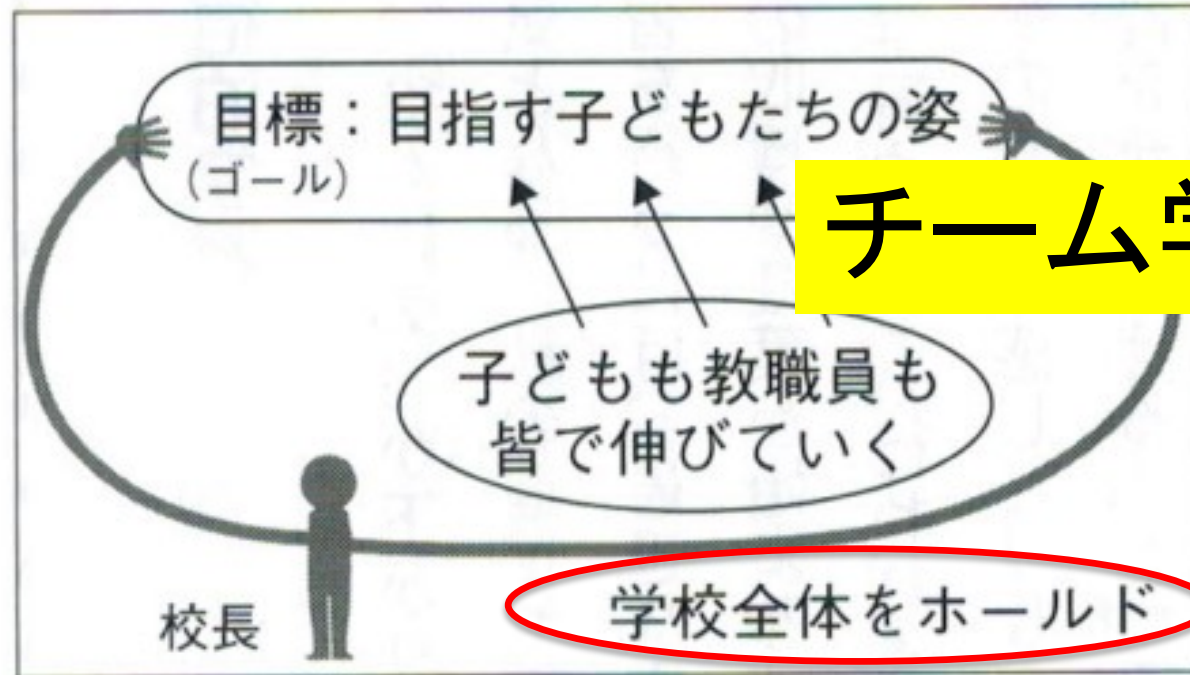 目標：目指す子どもたちの姿
（ゴール）
チーム
子どもも教職員も
皆で伸びていく
校長
学校全体をホールド